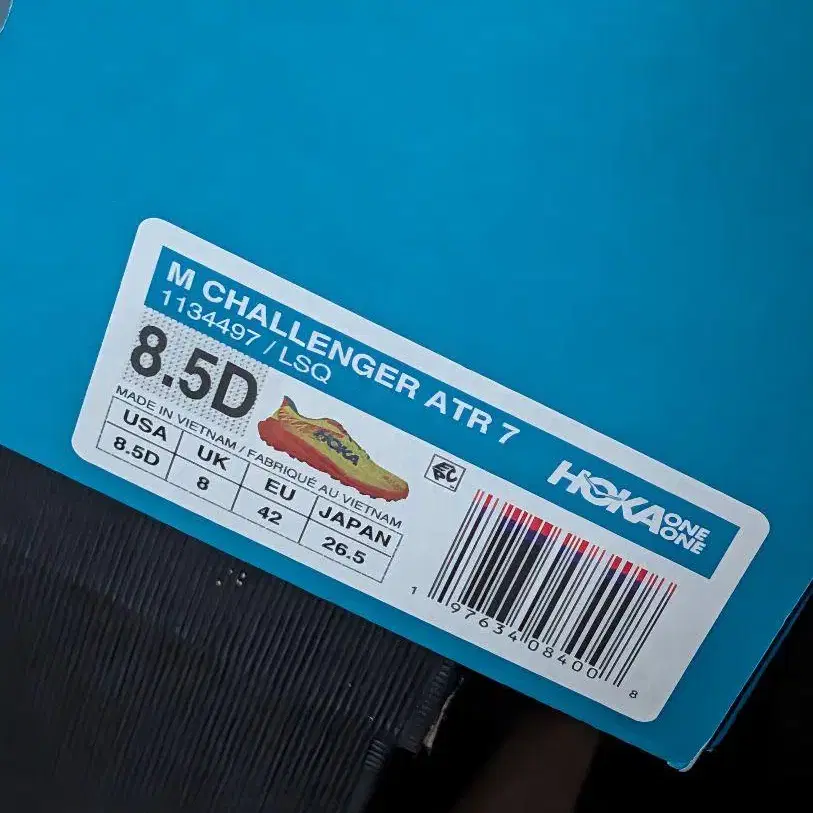 M CHALLENGER ATR 7
1134497 / LSQ
8.5D
HOKA
MADE IN VIETNAM / FABRIQUÉ AU VIETNAM
USA UK EU JAPAN
8.5D 8 42 26.5
HOKA ONE ONE
1 97634 08400 8